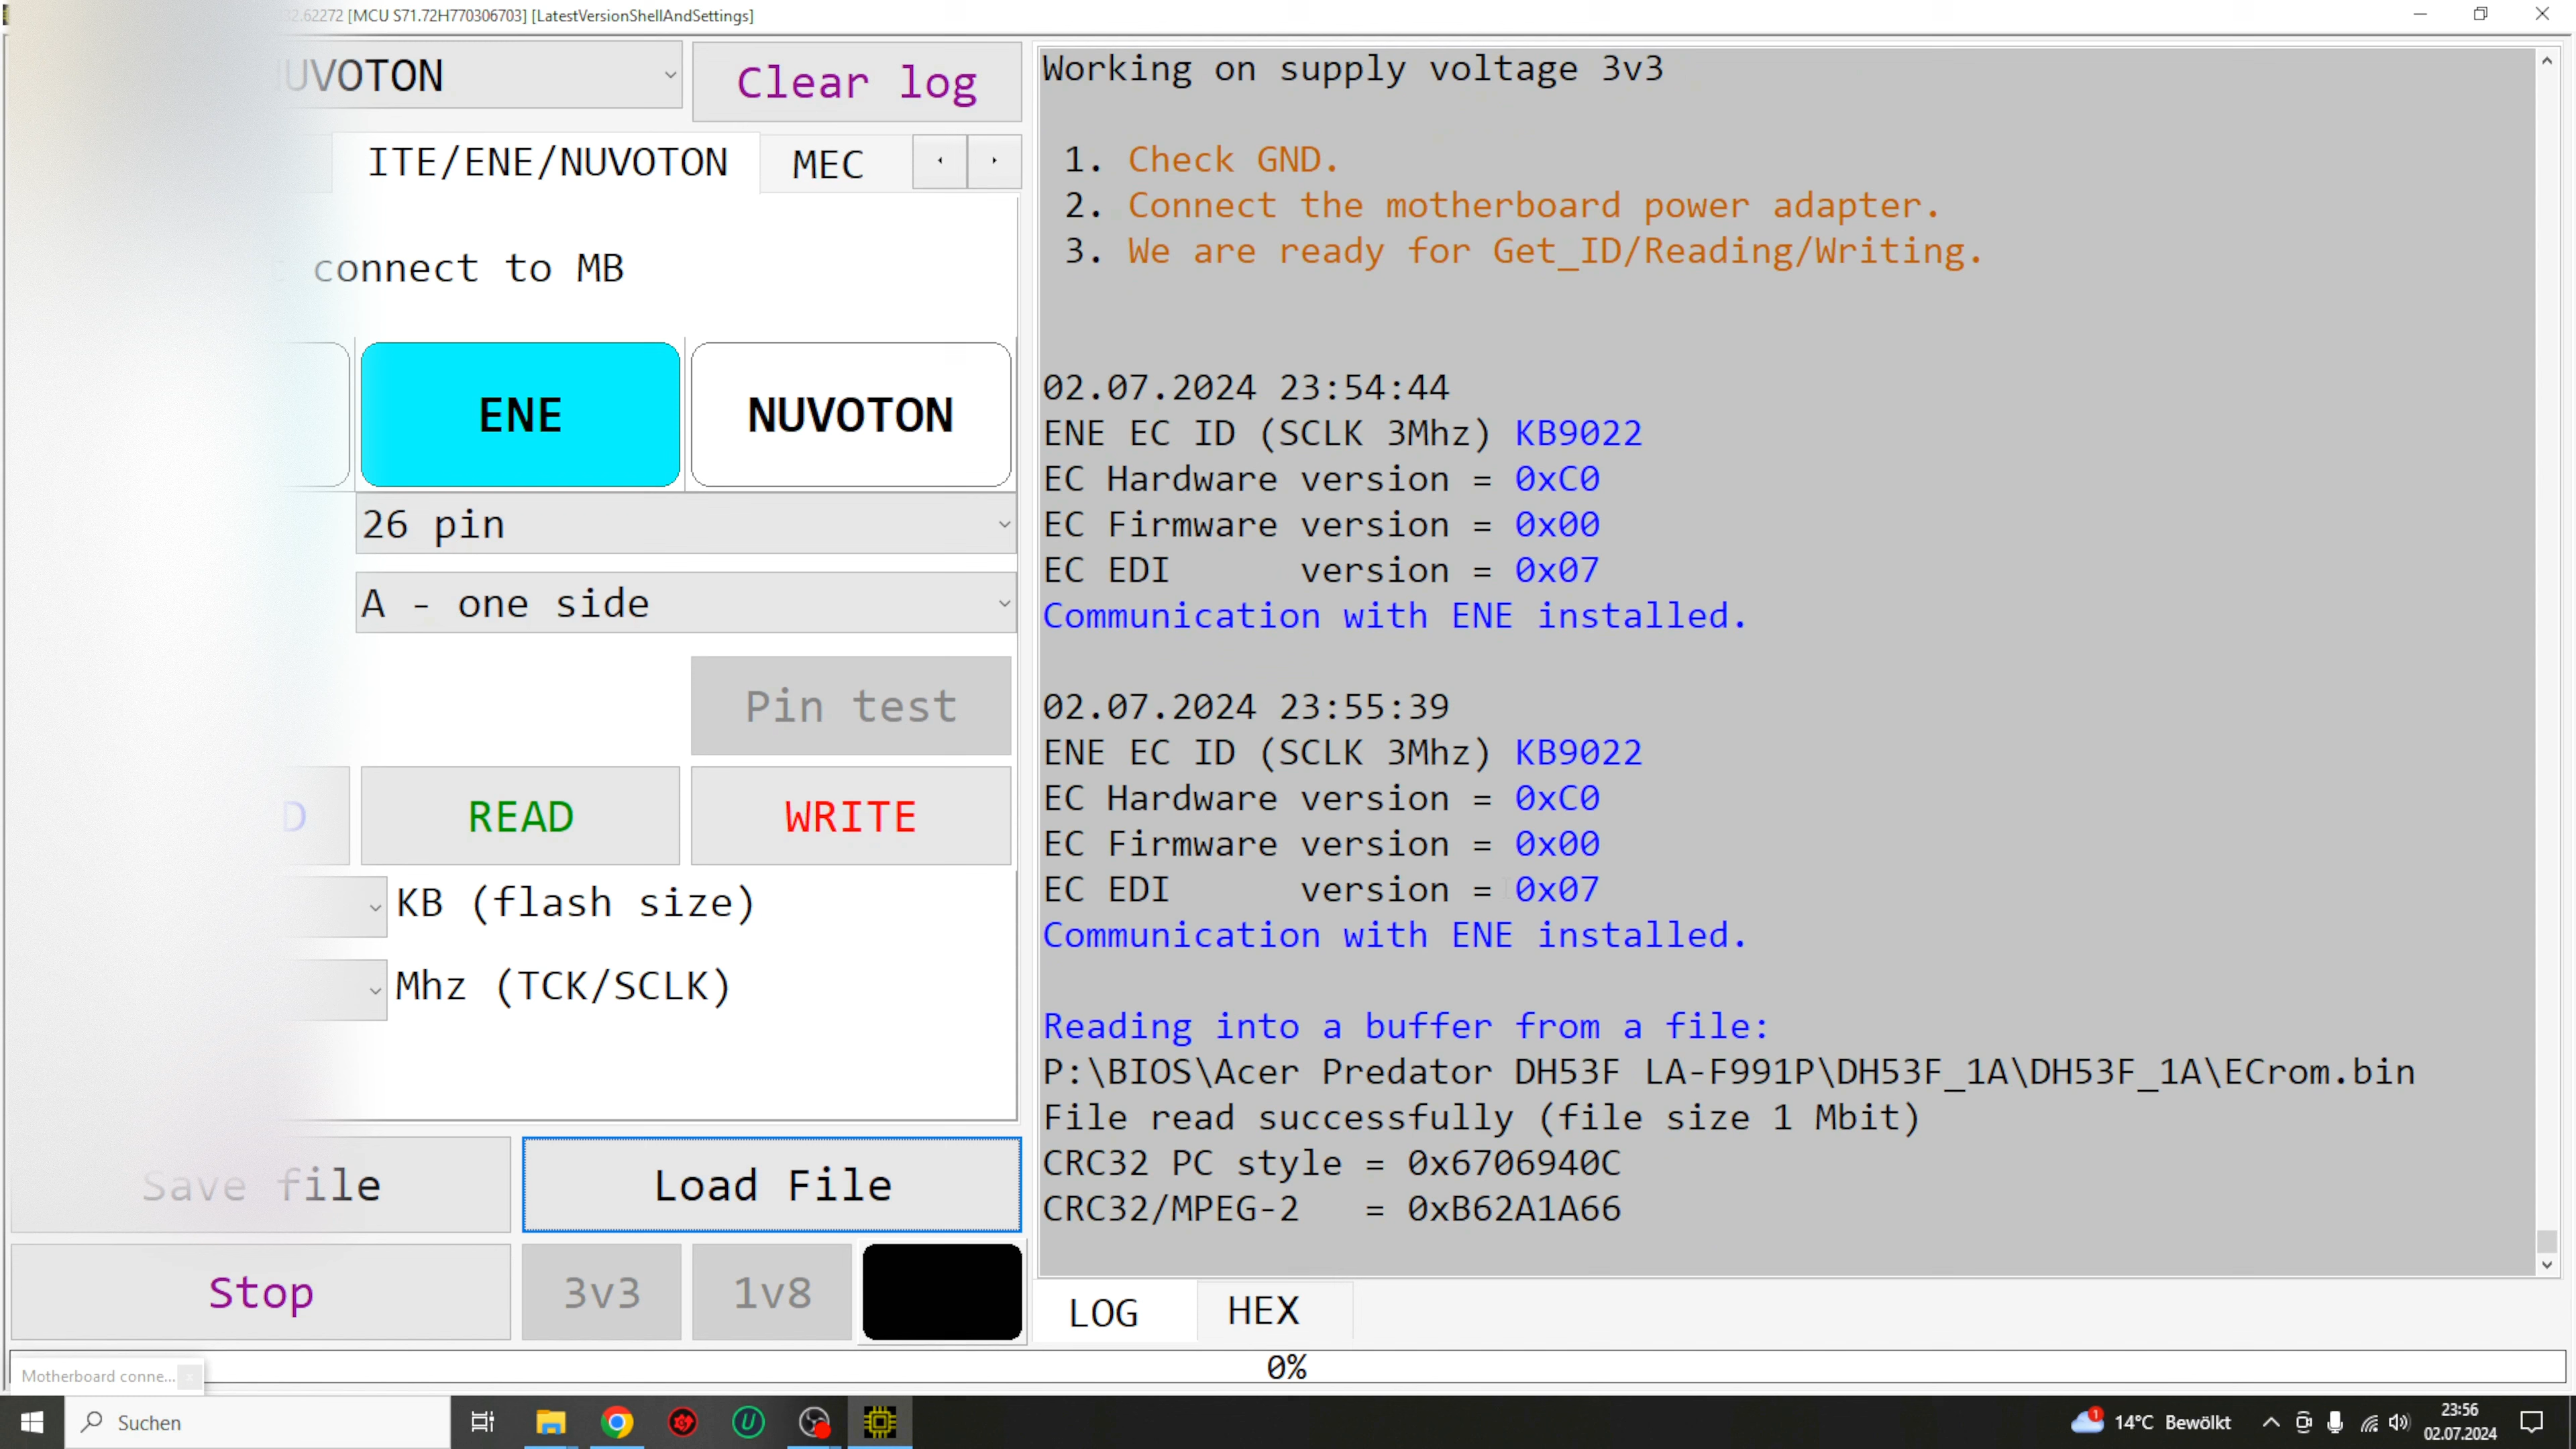 2.62272 [MCU S71.72H770306703] [LatestVersionShellAndSettings]
UVOTON
Clear log
ITE/ENE/NUVOTON
MEC
connect to MB
ENE
NUVOTON
26 pin
A - one side
Pin test
D
READ
WRITE
KB (flash size)
Mhz (TCK/SCLK)
Save file
Load File
Stop
3v3
1v8
Working on supply voltage 3v3
1. Check GND.
2. Connect the motherboard power adapter.
3. We are ready for Get_ID/Reading/Writing.
02.07.2024 23:54:44
ENE EC ID (SCLK 3Mhz) KB9022
EC Hardware version = 0xC0
EC Firmware version = 0x00
EC EDI version = 0x07
Communication with ENE installed.
02.07.2024 23:55:39
ENE EC ID (SCLK 3Mhz) KB9022
EC Hardware version = 0xC0
EC Firmware version = 0x00
EC EDI version = 0x07
Communication with ENE installed.
Reading into a buffer from a file:
P:\BIOS\Acer Predator DH53F LA-F991P\DH53F_1A\DH53F_1A\ECrom.bin
File read successfully (file size 1 Mbit)
CRC32 PC style = 0x6706940C
CRC32/MPEG-2 = 0xB62A1A66
LOG
HEX
0%
Motherboard conne...
Suchen
1
14°C Bewölkt
23:56
02.07.2024